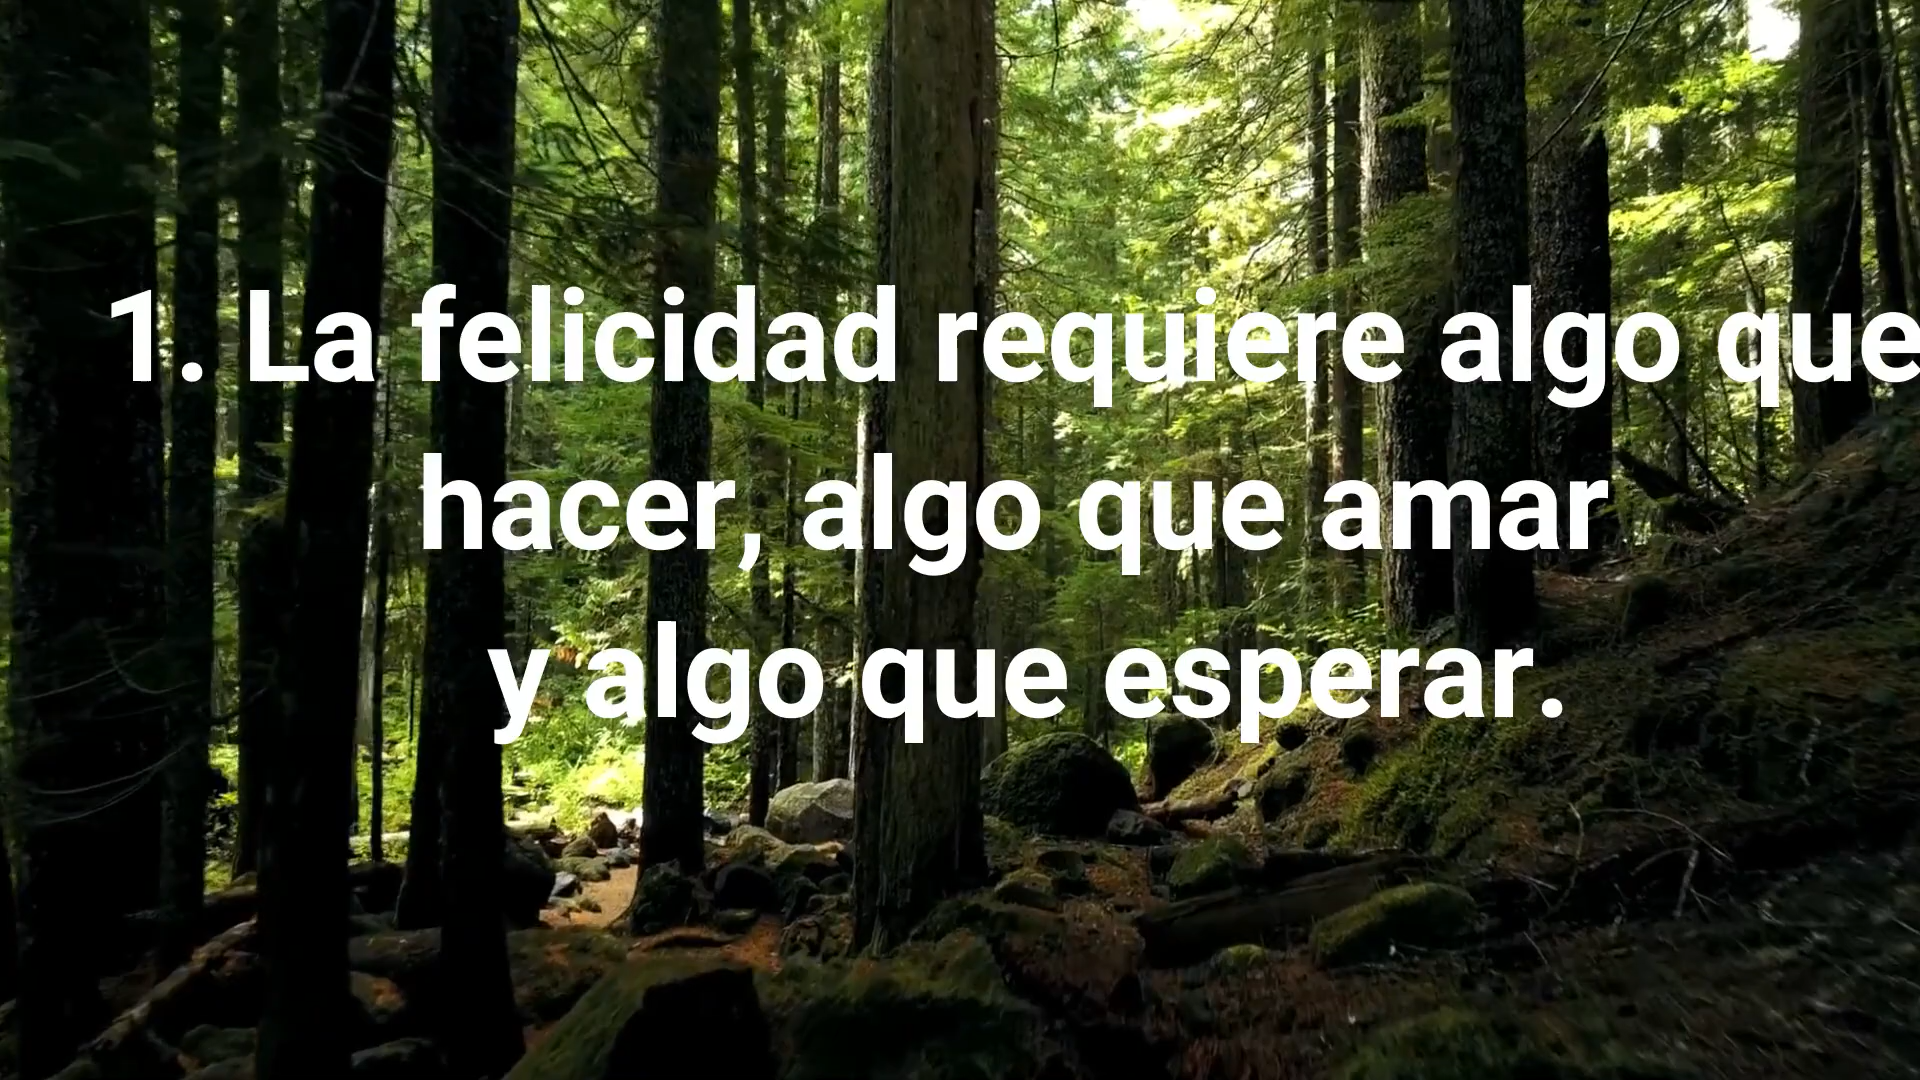 1. La felicidad requiere algo que
hacer, algo que amar
y algo que esperar.